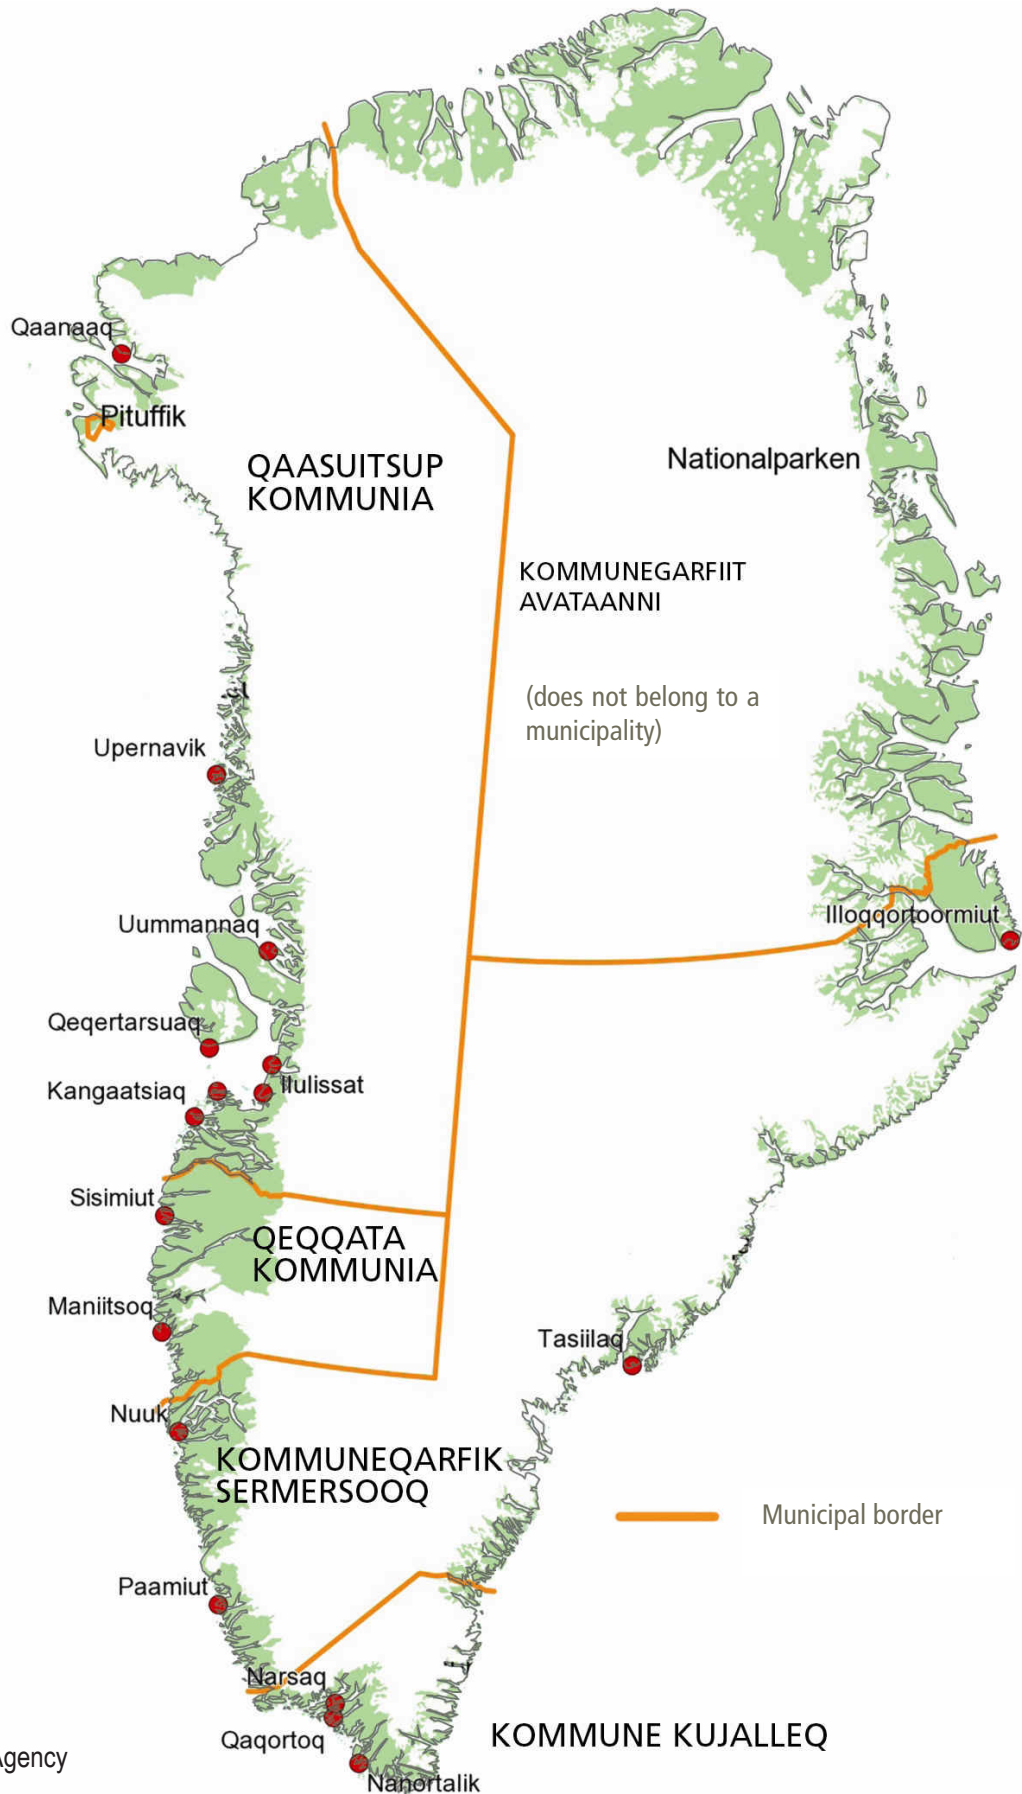 Qaanaaq
Pituffik
QAASUITSUP
KOMMUNIA
Nationalparken
KOMMUNEGARFIIT
AVATAANNI
(does not belong to a
municipality)
Upernavik
Uummannaq
Illoqqortoormiut
Qeqertarsuaq
Kangaatsiaq
Ilulissat
Sisimiut
QEQQATA
KOMMUNIA
Maniitsoq
Tasiilaq
Nuuk
KOMMUNEQARFIK
SERMERSOOQ
Municipal border
Paamiut
Narsaq
Qaqortoq
KOMMUNE KUJALLEQ
Agency
Nanortalik